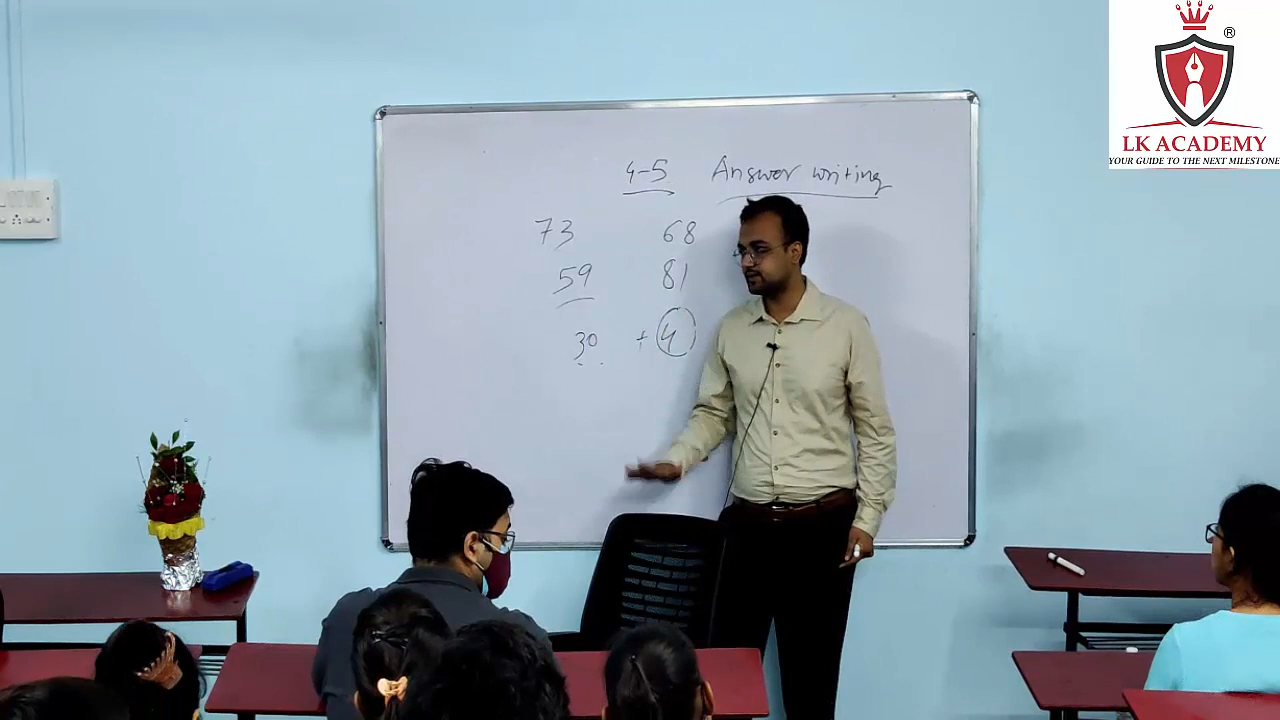 LK ACADEMY
YOUR GUIDE TO THE NEXT MILESTONE
®
4-5 Answer writing
73 68
59 81
30 + 4